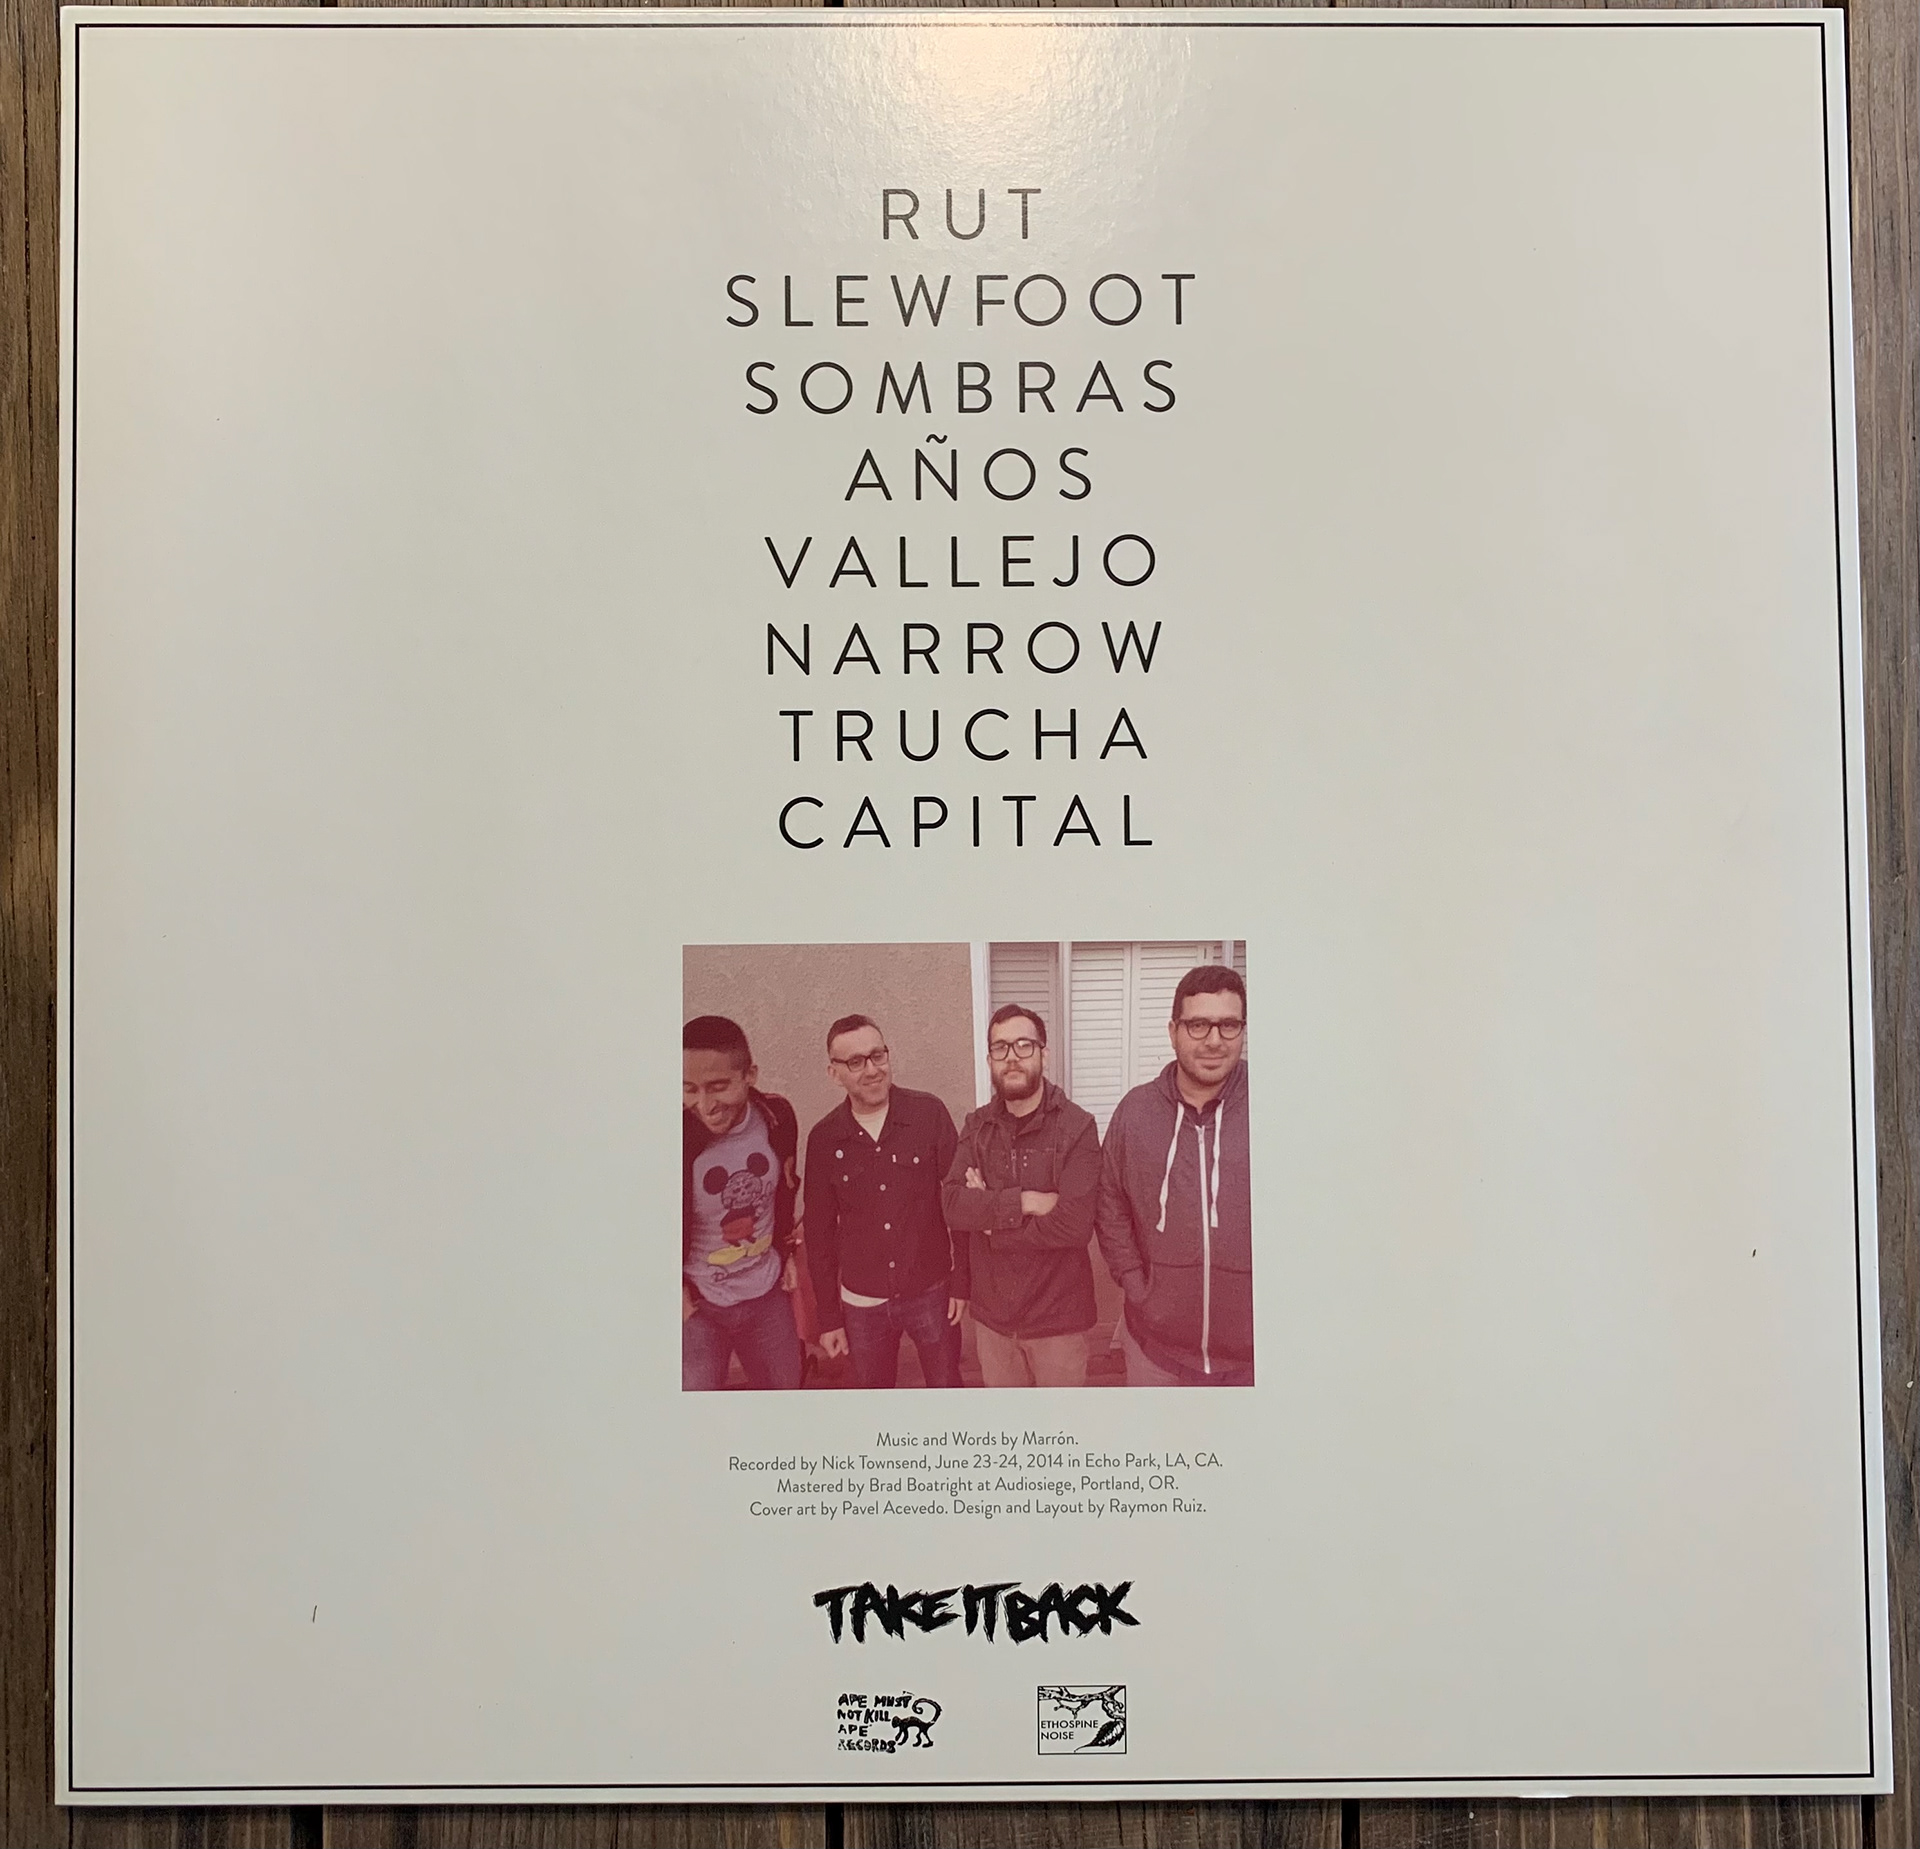 RUT
SLEWFOOT
SOMBRAS
AÑOS
VALLEJO
NARROW
TRUCHA
CAPITAL
Music and Words by Marrón.
Recorded by Nick Townsend, June 23-24, 2014 in Echo Park, LA, CA.
Mastered by Brad Boatright at Audiosiege, Portland, OR.
Cover art by Pavel Acevedo. Design and Layout by Raymon Ruiz.
TAKE IT BACK
APE MUST
NOT KILL
APE
RECORDS
ETHOSPINE
NOISE